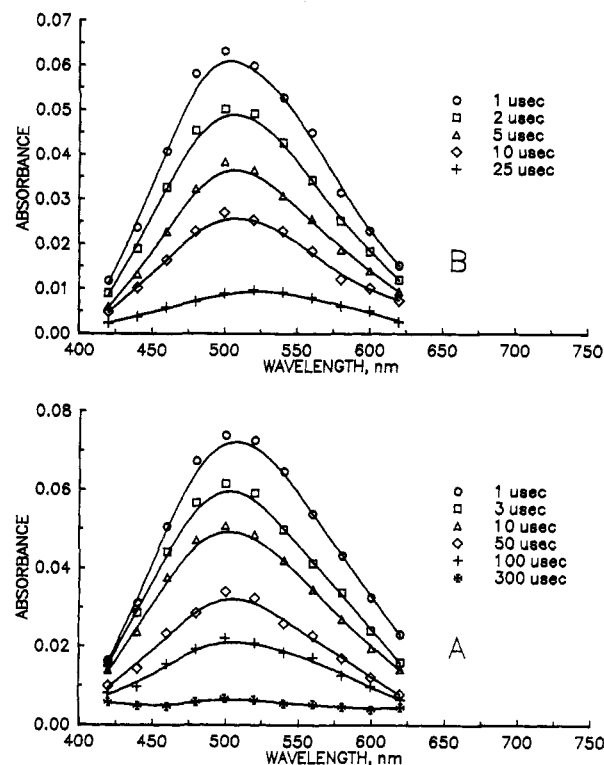 0.07
0.06
0.05
0.04
0.03
0.02
0.01
0.00
ABSORBANCE
400 450 500 550 600 650 700 750
WAVELENGTH, nm
1 usec
2 usec
5 usec
10 usec
25 usec
B
0.08
0.06
0.04
0.02
0.00
ABSORBANCE
400 450 500 550 600 650 700 750
WAVELENGTH, nm
1 usec
3 usec
10 usec
50 usec
100 usec
300 usec
A